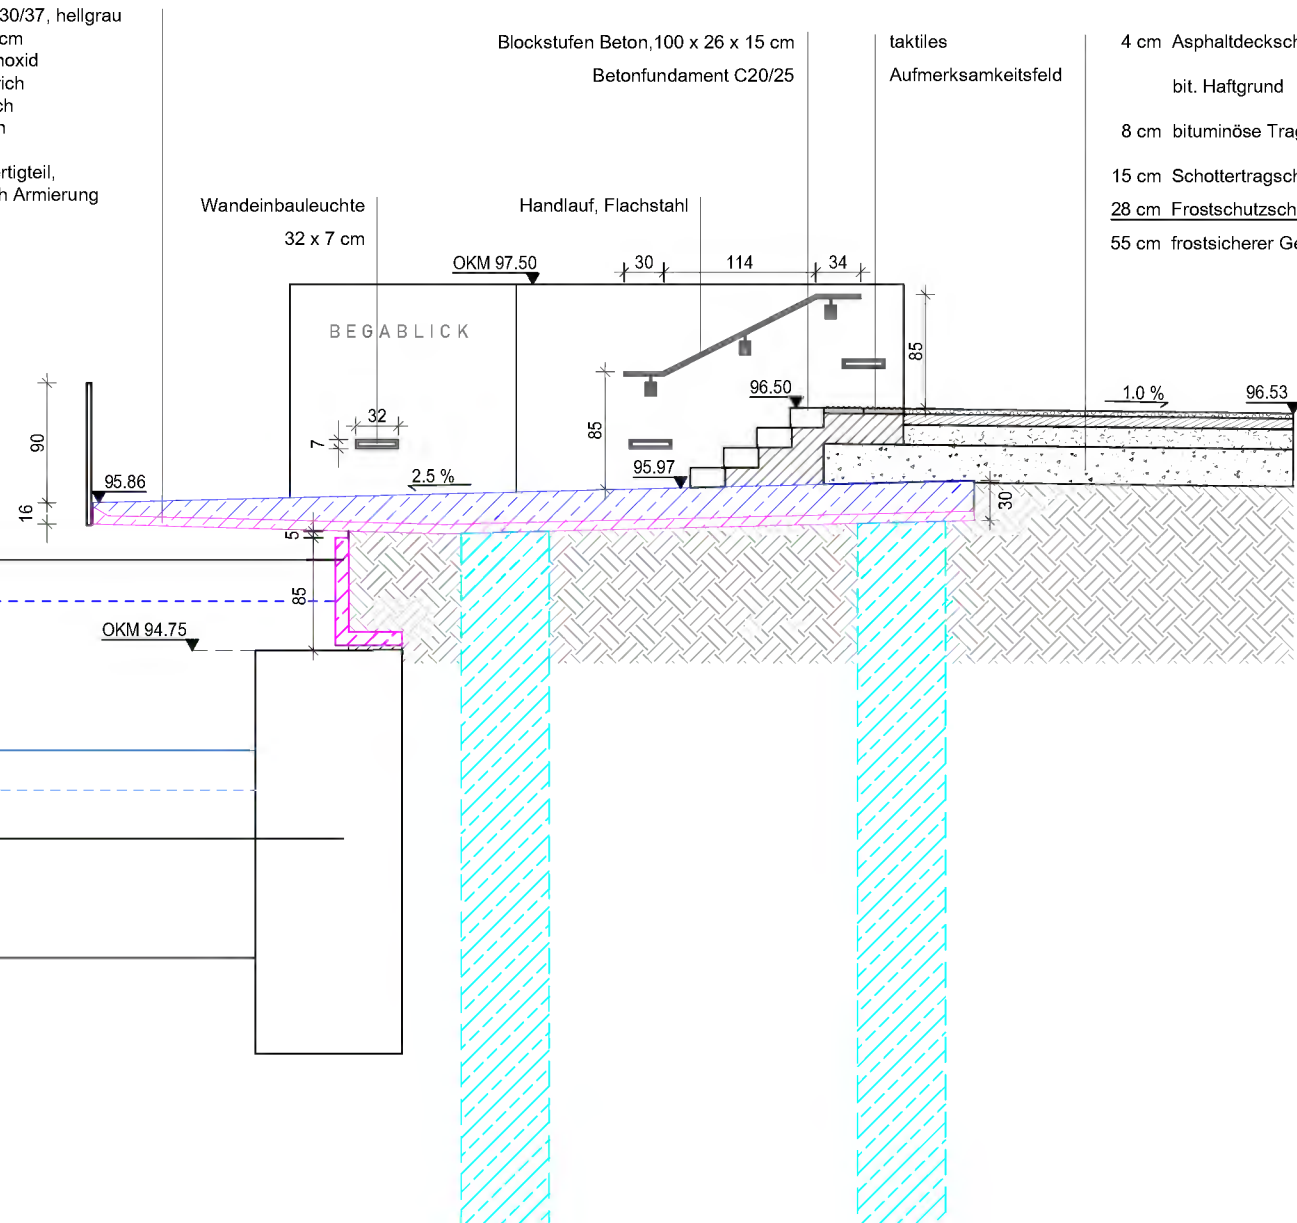 30/37, hellgrau
cm
noxid
rich
ch
n
ertigteil,
h Armierung
Blockstufen Beton,100 x 26 x 15 cm
Betonfundament C20/25
taktiles
Aufmerksamkeitsfeld
4 cm Asphaltdecksch
bit. Haftgrund
8 cm bituminöse Trag
15 cm Schottertragsch
28 cm Frostschutzsch
55 cm frostsicherer Ge
Wandeinbauleuchte
32 x 7 cm
Handlauf, Flachstahl
OKM 97.50
30
114
34
BEGABLICK
85
96.50
1.0 %
96.53
90
32
7
85
95.86
2.5 %
95.97
16
30
5
85
OKM 94.75